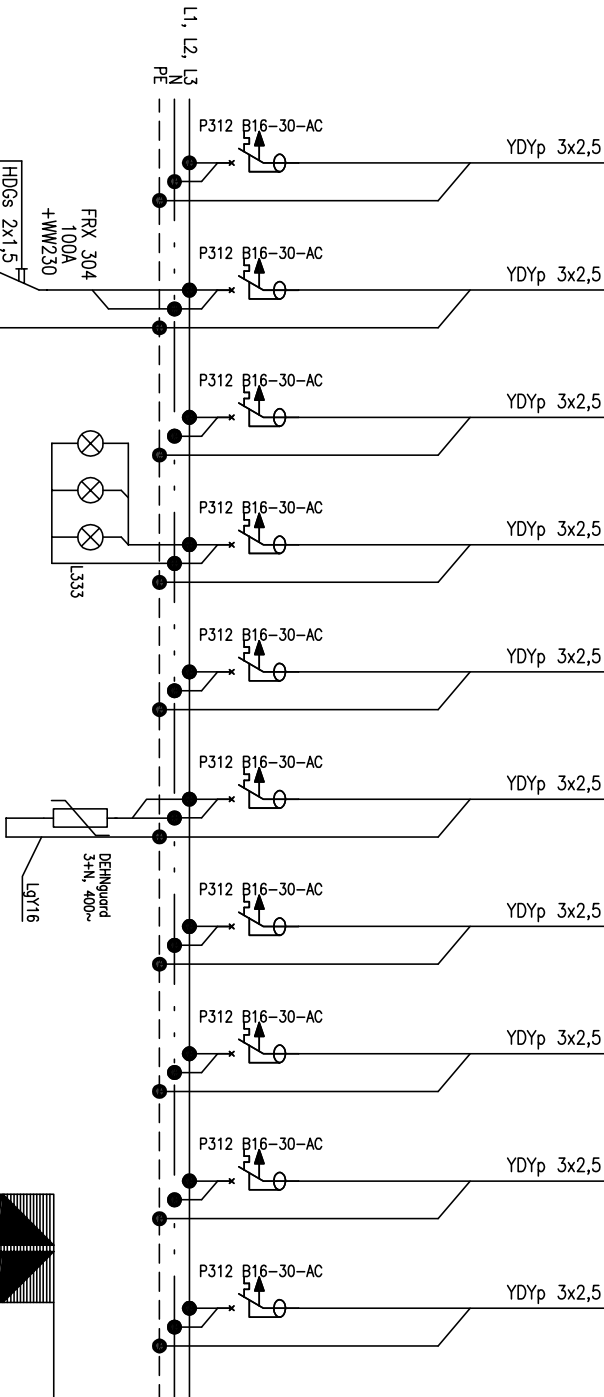 L1, L2, L3
N
PE
P312 B16-30-AC
YDYp 3x2,5
P312 B16-30-AC
YDYp 3x2,5
FRX 304
100A
+WW230
HDGs 2x1,5
P312 B16-30-AC
YDYp 3x2,5
P312 B16-30-AC
YDYp 3x2,5
L333
P312 B16-30-AC
YDYp 3x2,5
P312 B16-30-AC
YDYp 3x2,5
DEHNguard
3+N, 400~
LgY16
P312 B16-30-AC
YDYp 3x2,5
P312 B16-30-AC
YDYp 3x2,5
P312 B16-30-AC
YDYp 3x2,5
P312 B16-30-AC
YDYp 3x2,5